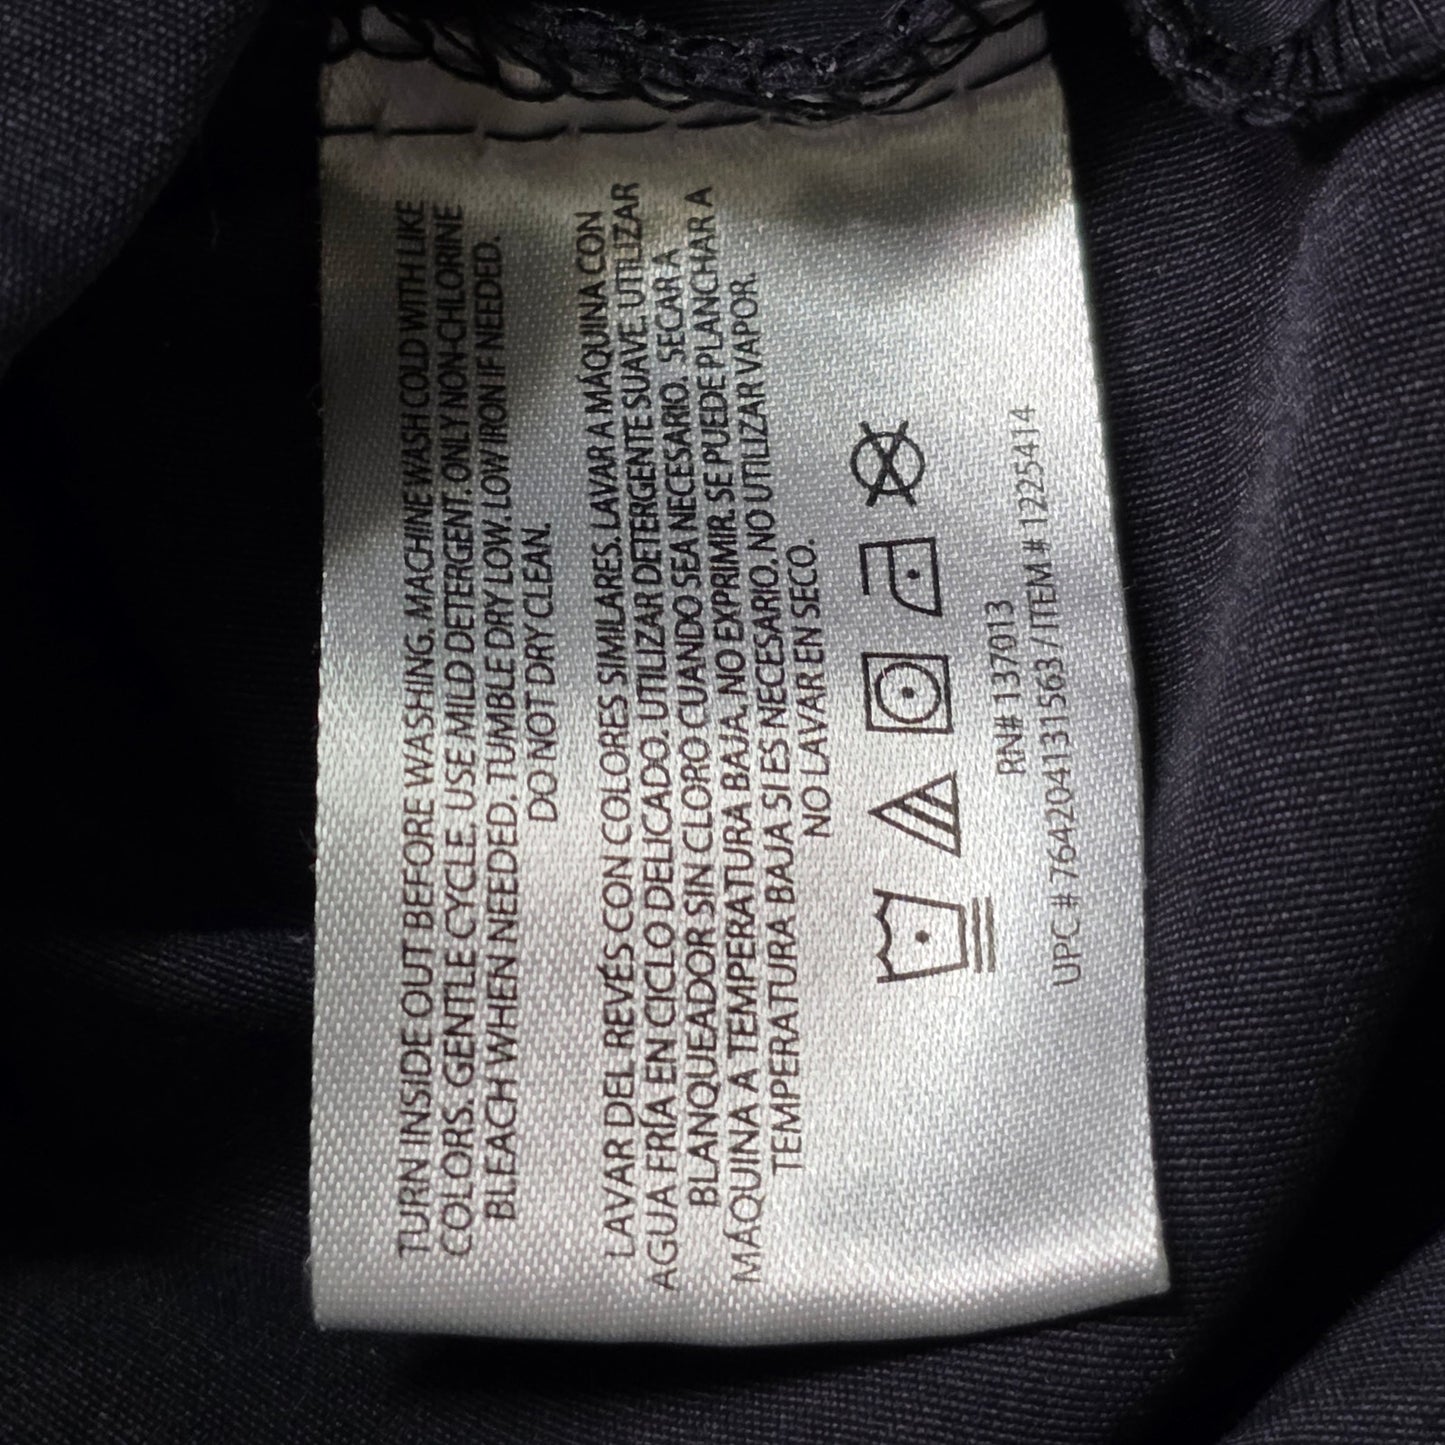 TURN INSIDE OUT BEFORE WASHING. MACHINE WASH COLD WITH LIKE
COLORS. GENTLE CYCLE. USE MILD DETERGENT. ONLY NON-CHLORINE
BLEACH WHEN NEEDED. TUMBLE DRY LOW. LOW IRON IF NEEDED.
DO NOT DRY CLEAN.
LAVAR DEL REVÉS CON COLORES SIMILARES. LAVAR A MÁQUINA CON
AGUA FRÍA EN CICLO DELICADO. UTILIZAR DETERGENTE SUAVE. UTILIZAR
BLANQUEADOR SIN CLORO CUANDO SEA NECESARIO. SECAR A
MÁQUINA A TEMPERATURA BAJA. NO EXPRIMIR. SE PUEDE PLANCHAR A
TEMPERATURA BAJA SI ES NECESARIO. NO UTILIZAR VAPOR.
NO LAVAR EN SECO.
RN# 137013
UPC# 764204131563 / ITEM # 1225414